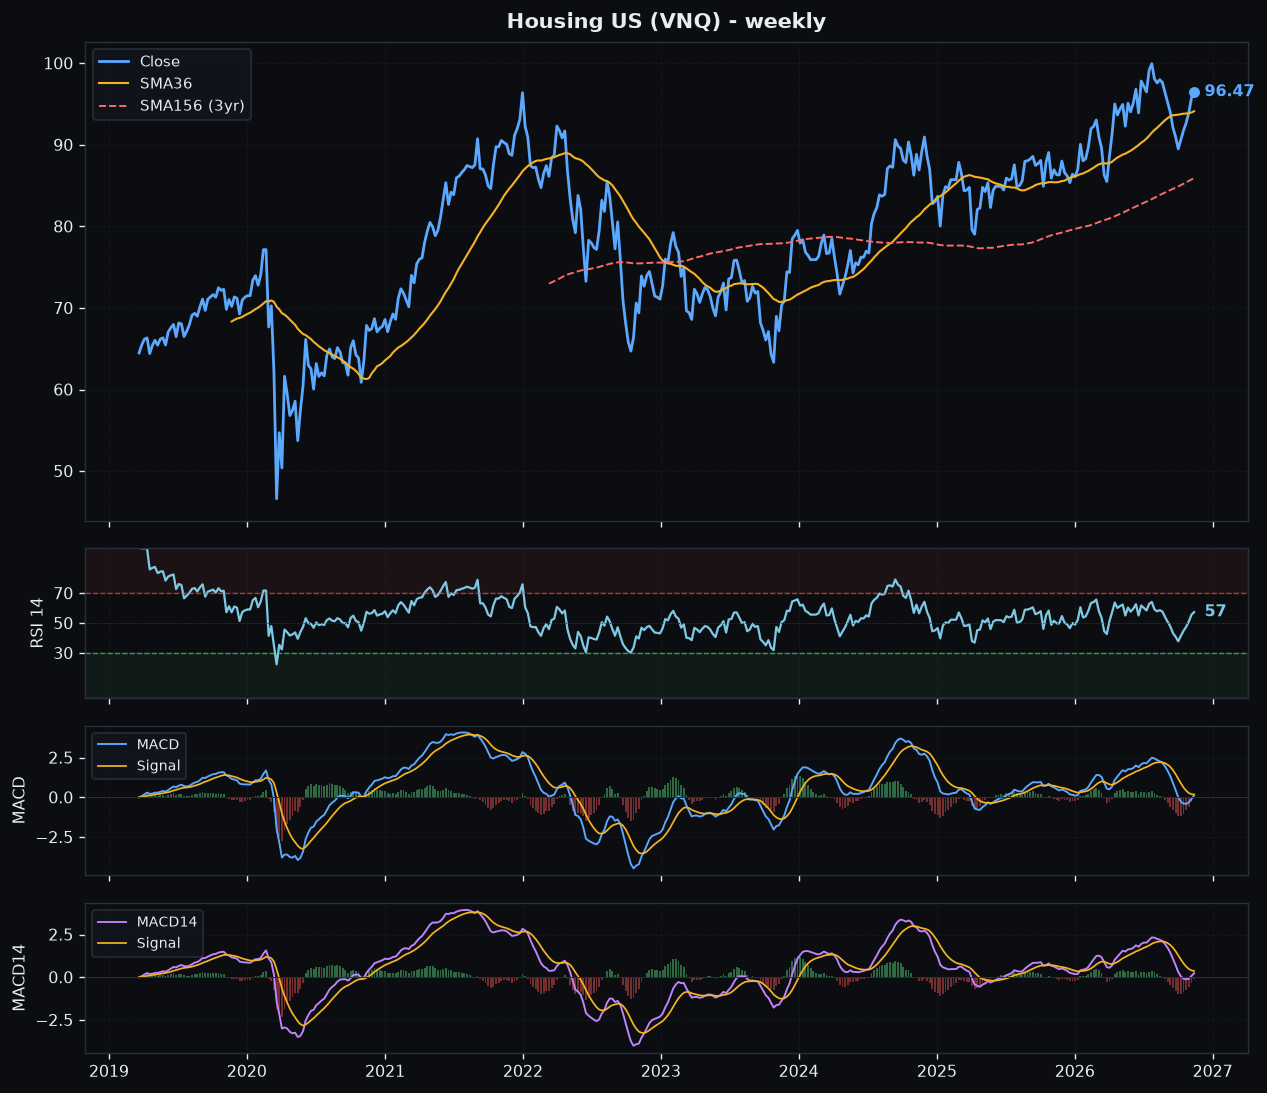 Housing US (VNQ) - weekly
Close
SMA36
SMA156 (3yr)
100
90
80
70
60
50
96.47
RSI 14
70
50
30
57
MACD
Signal
MACD
2.5
0.0
−2.5
MACD14
Signal
MACD14
2.5
0.0
−2.5
2019 2020 2021 2022 2023 2024 2025 2026 2027